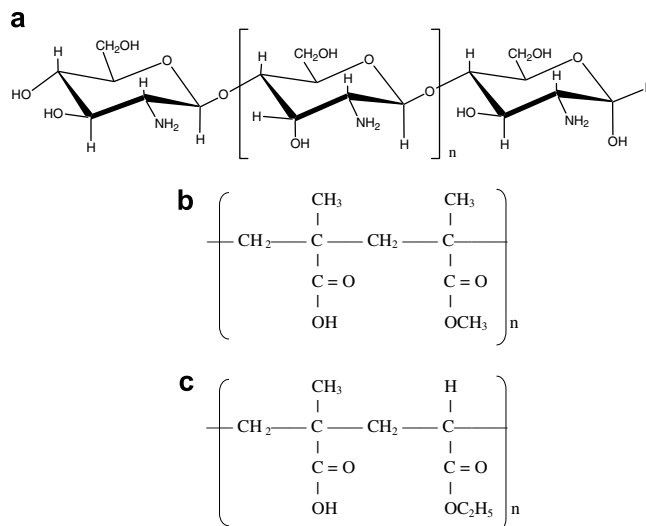 a
H CH₂OH O H CH₂OH O H CH₂OH O
HO H O H O H
HO NH₂ H NH₂ HO NH₂
H H OH H n H OH
b
CH₃ CH₃
CH₂ C CH₂ C
C = O C = O
OH OCH₃ n
c
CH₃ H
CH₂ C CH₂ C
C = O C = O
OH OC₂H₅ n